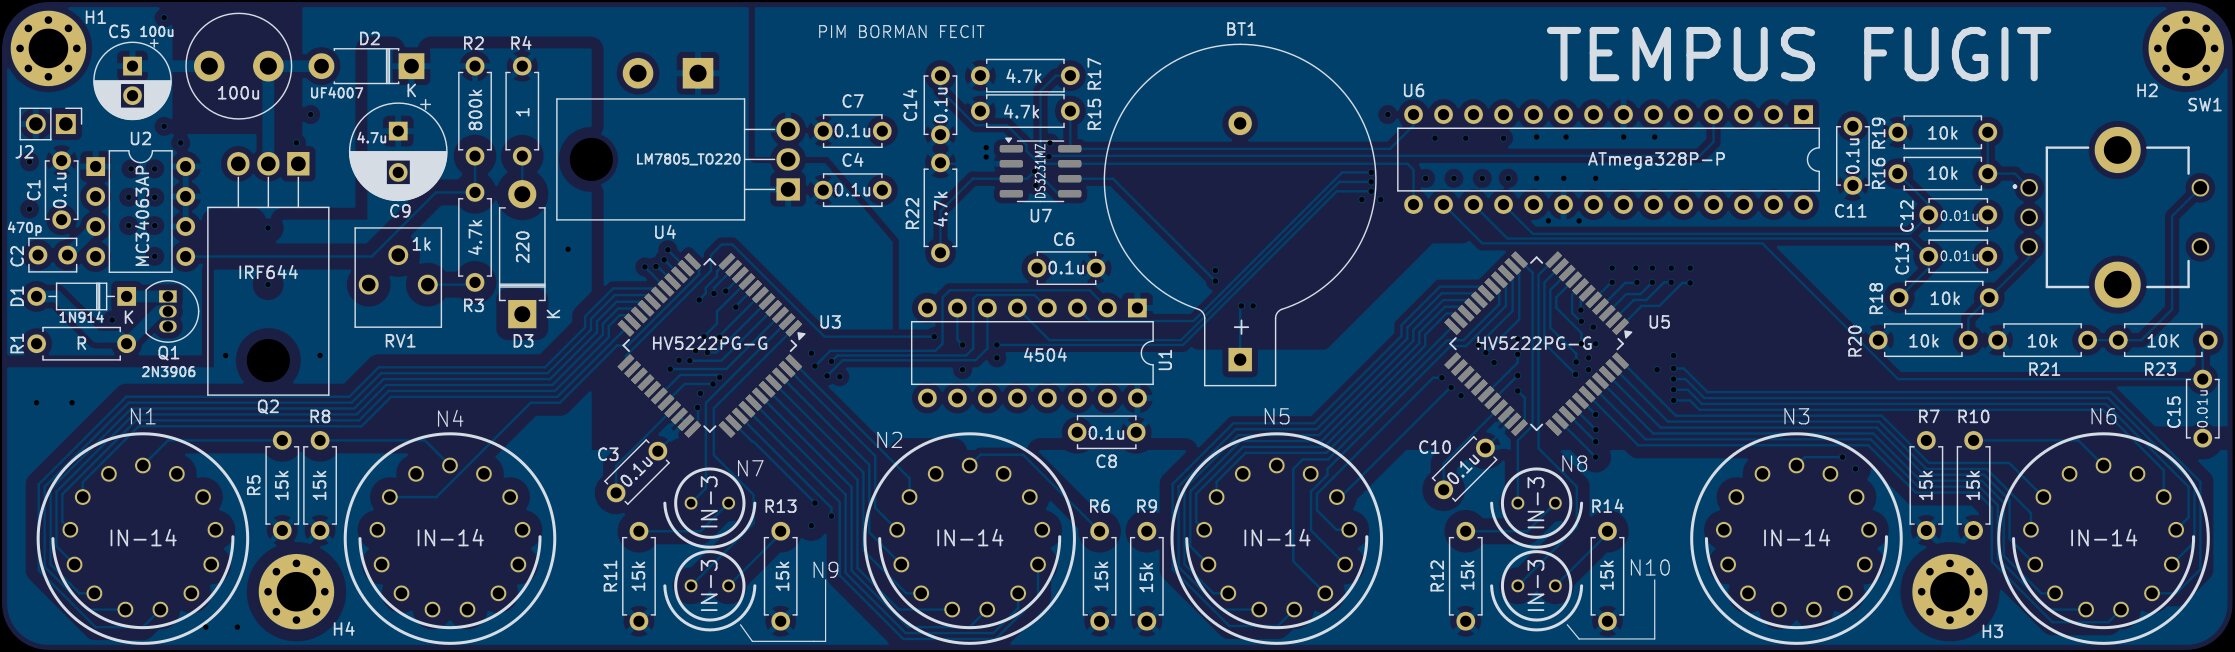 H1
C5 100u
+
100u
D2
UF4007
K
R2
800k
R4
1
PIM BORMAN FECIT
BT1
+
TEMPUS FUGIT
H2
SW1
J2
U2
MC34063AP
C1
0.1u
470p
C2
4.7u
+
C9
1k
RV1
4.7k
R3
220
D3
K
LM7805_TO220
U4
C7
0.1u
C4
0.1u
C14
0.1u
4.7k
R17
4.7k
R15
DS3231MZ
U7
R22
4.7k
C6
0.1u
U6
ATmega328P-P
0.1u
C11
R19
10k
R16
10k
C12
0.01u
C13
0.01u
R18
10k
R20
10k
10k
R21
10K
R23
C15
0.01u
D1
1N914
K
R1
R
Q1
2N3906
IRF644
Q2
HV5222PG-G
U3
4504
U1
0.1u
C8
HV5222PG-G
U5
N1
IN-14
R5
15k
R8
15k
H4
N4
IN-14
C3
0.1u
N7
IN-3
R11
15k
R13
15k
IN-3
N9
N2
IN-14
R6
15k
R9
15k
N5
IN-14
C10
0.1u
N8
IN-3
R12
15k
R14
15k
IN-3
N10
N3
IN-14
R7
15k
R10
15k
H3
N6
IN-14